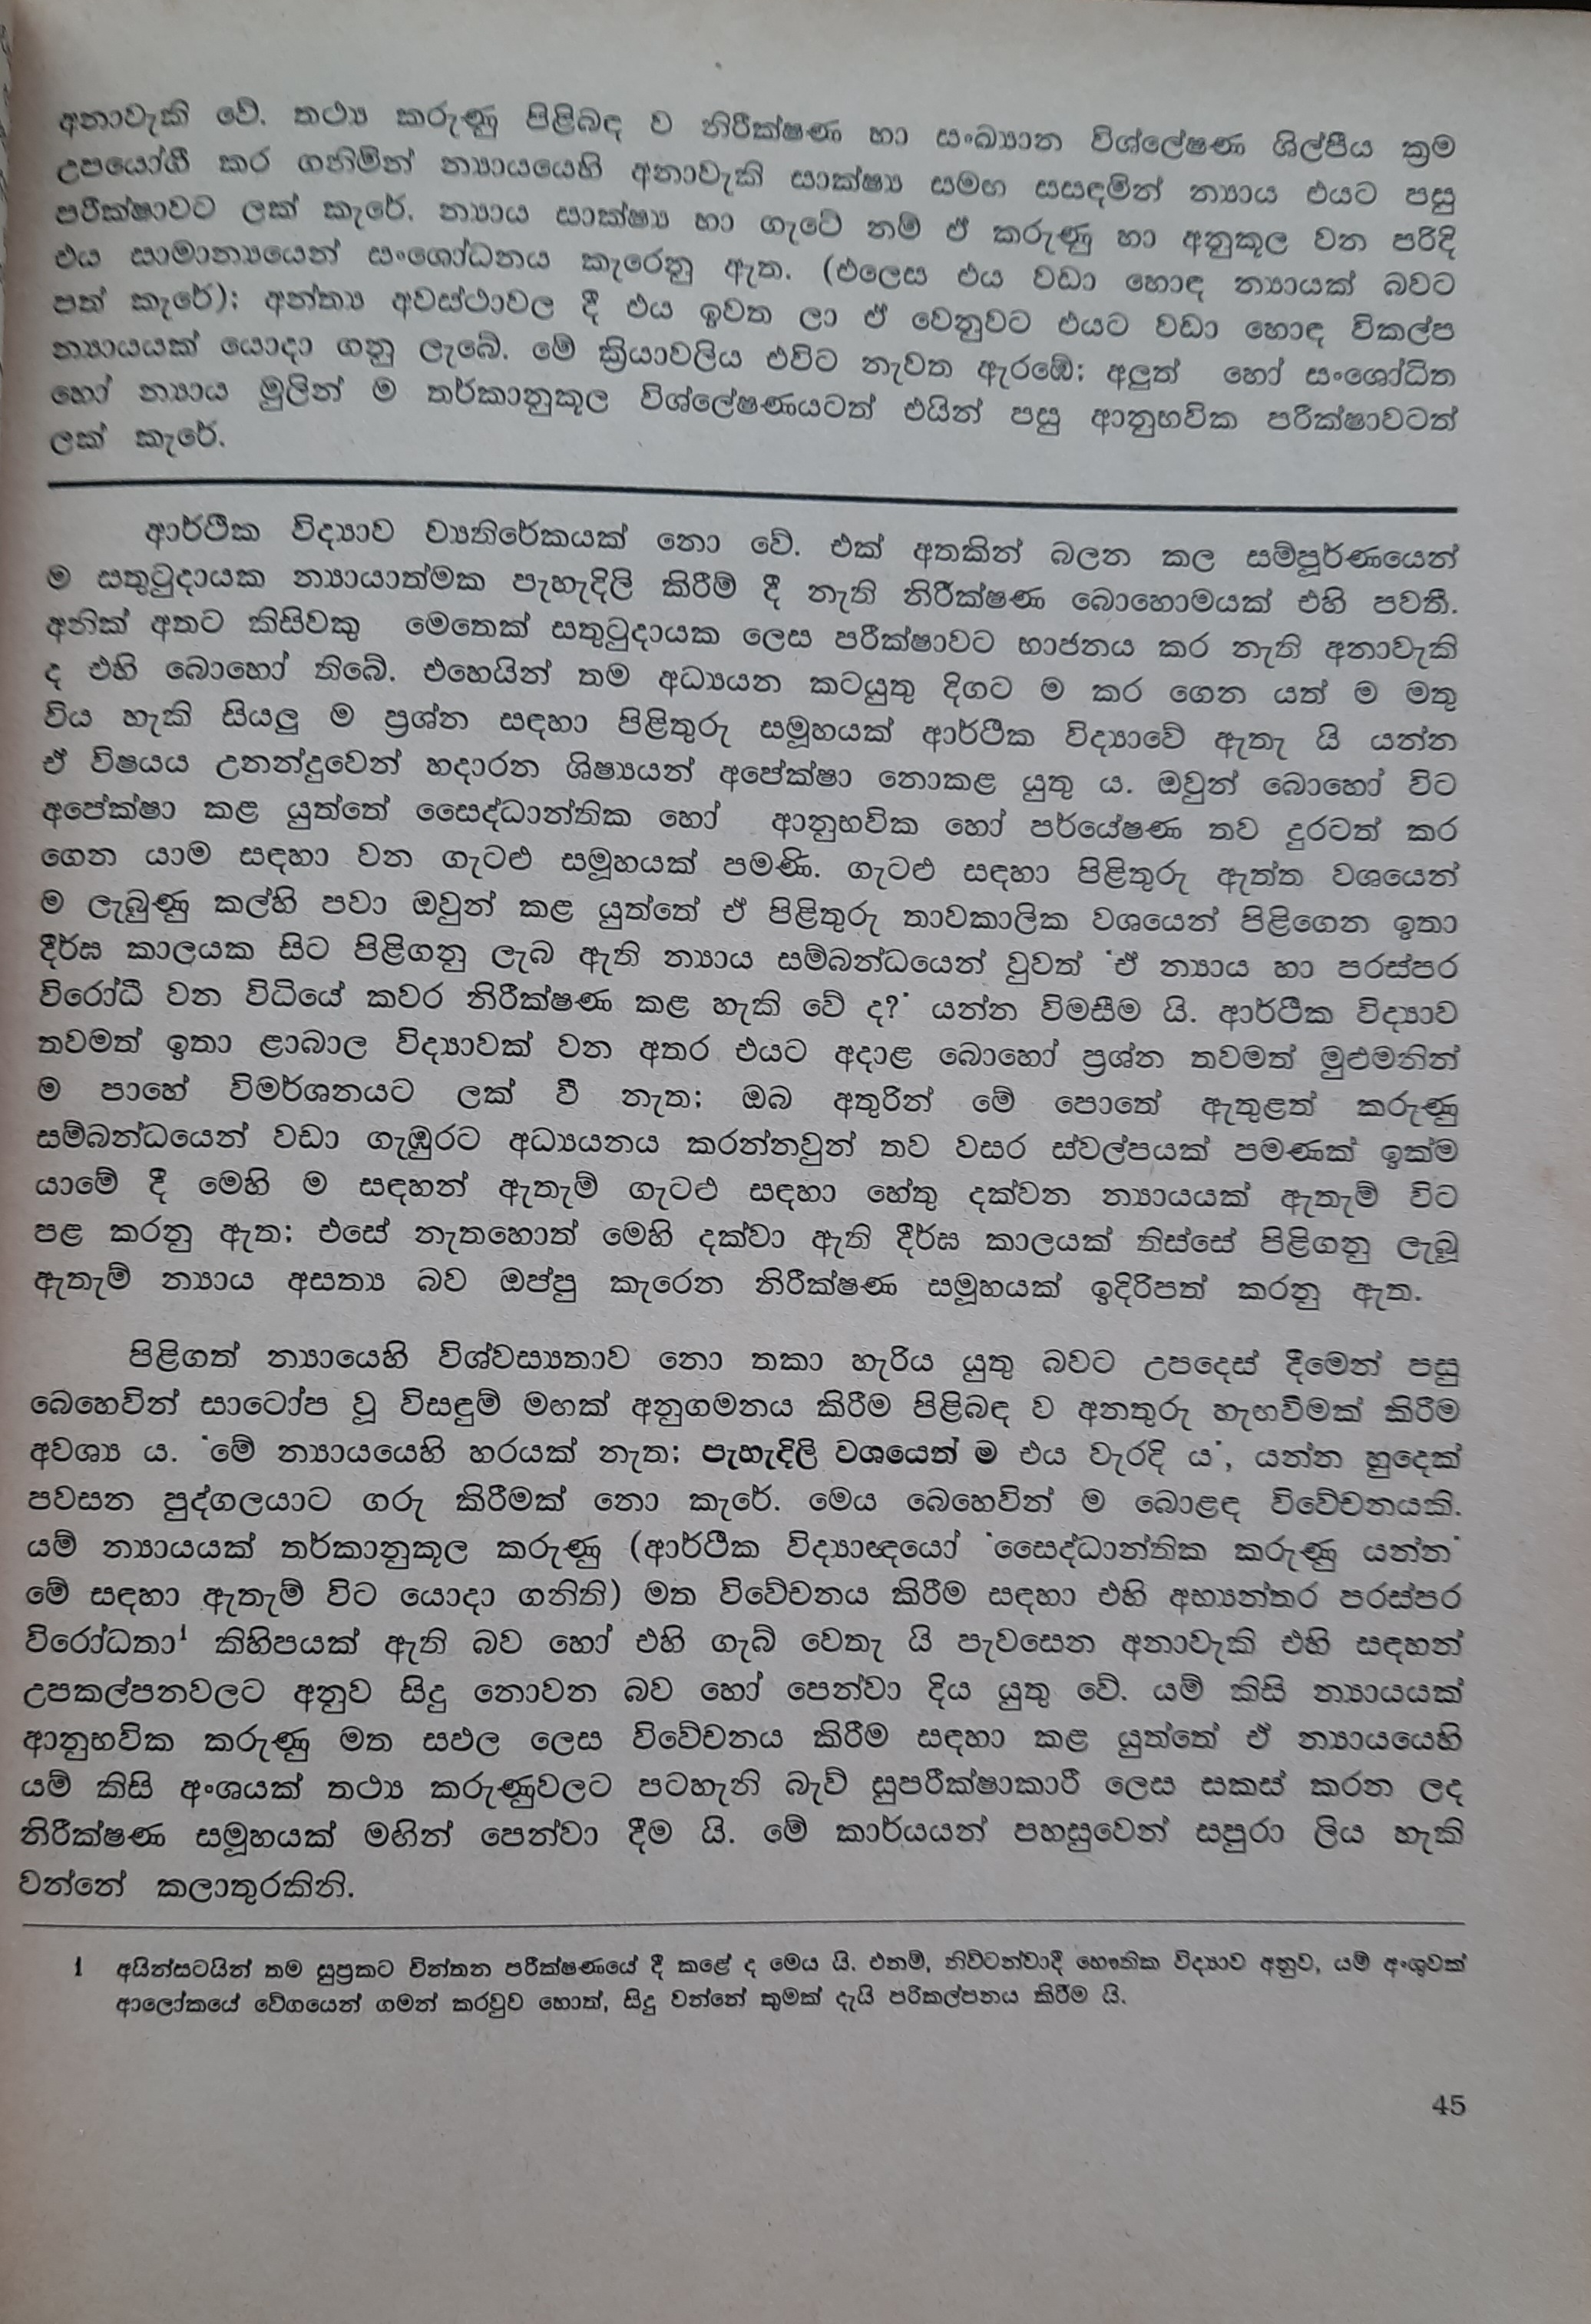 අනාවැකි වේ. තථ්‍ය කරුණු පිළිබඳ ව නිරීක්ෂණ හා සංඛ්‍යාන විශ්ලේෂණ ශිල්පීය ක්‍රම
උපයෝගී කර ගනිමින් න්‍යායයෙහි අනාවැකි සාක්ෂ්‍ය සමඟ සසඳමින් න්‍යාය එයට පසු
පරීක්ෂාවට ලක් කැරේ. න්‍යාය සාක්ෂ්‍ය හා ගැටේ නම් ඒ කරුණු හා අනුකූල වන පරිදි
එය සාමාන්‍යයෙන් සංශෝධනය කැරෙනු ඇත. (එලෙස එය වඩා හොඳ න්‍යායක් බවට
පත් කැරේ); අන්ත්‍ය අවස්ථාවල දී එය ඉවත ලා ඒ වෙනුවට එයට වඩා හොඳ විකල්ප
න්‍යායයක් යොදා ගනු ලැබේ. මේ ක්‍රියාවලිය එවිට නැවත ඇරඹේ; අලුත් හෝ සංශෝධිත
හෝ න්‍යාය මුලින් ම තර්කානුකූල විශ්ලේෂණයටත් එයින් පසු ආනුභවික පරීක්ෂාවටත්
ලක් කැරේ.
ආර්ථික විද්‍යාව ව්‍යතිරේකයක් නො වේ. එක් අතකින් බලන කල සම්පූර්ණයෙන්
ම සතුටුදායක න්‍යායාත්මක පැහැදිලි කිරීම් දී නැති නිරීක්ෂණ බොහොමයක් එහි පවතී.
අනික් අතට කිසිවකු මෙතෙක් සතුටුදායක ලෙස පරීක්ෂාවට භාජනය කර නැති අනාවැකි
ද එහි බොහෝ තිබේ. එහෙයින් තම අධ්‍යයන කටයුතු දිගට ම කර ගෙන යත් ම මතු
විය හැකි සියලු ම ප්‍රශ්න සඳහා පිළිතුරු සමූහයක් ආර්ථික විද්‍යාවේ ඇතැ යි යන්න
ඒ විෂයය උනන්දුවෙන් හදාරන ශිෂ්‍යයන් අපේක්ෂා නොකළ යුතු ය. ඔවුන් බොහෝ විට
අපේක්ෂා කළ යුත්තේ සෛද්ධාන්තික හෝ ආනුභවික හෝ පර්යේෂණ තව දුරටත් කර
ගෙන යාම සඳහා වන ගැටළු සමූහයක් පමණි. ගැටළු සඳහා පිළිතුරු ඇත්ත වශයෙන්
ම ලැබුණු කල්හි පවා ඔවුන් කළ යුත්තේ ඒ පිළිතුරු තාවකාලික වශයෙන් පිළිගෙන ඉතා
දීර්ඝ කාලයක සිට පිළිගනු ලැබ ඇති න්‍යාය සම්බන්ධයෙන් වුවත් 'ඒ න්‍යාය හා පරස්පර
විරෝධී වන විධියේ කවර නිරීක්ෂණ කළ හැකි වේ ද?' යන්න විමසීම යි. ආර්ථික විද්‍යාව
තවමත් ඉතා ළාබාල විද්‍යාවක් වන අතර එයට අදාළ බොහෝ ප්‍රශ්න තවමත් මුළුමනින්
ම පාහේ විමර්ශනයට ලක් වී නැත; ඔබ අතුරින් මේ පොතේ ඇතුළත් කරුණු
සම්බන්ධයෙන් වඩා ගැඹුරට අධ්‍යයනය කරන්නවුන් තව වසර ස්වල්පයක් පමණක් ඉක්ම
යාමේ දී මෙහි ම සඳහන් ඇතැම් ගැටළු සඳහා හේතු දක්වන න්‍යායයක් ඇතැම් විට
පළ කරනු ඇත; එසේ නැතහොත් මෙහි දක්වා ඇති දීර්ඝ කාලයක් තිස්සේ පිළිගනු ලැබූ
ඇතැම් න්‍යාය අසත්‍ය බව ඔප්පු කැරෙන නිරීක්ෂණ සමූහයක් ඉදිරිපත් කරනු ඇත.
පිළිගත් න්‍යායෙහි විශ්වස්‍යතාව නො තකා හැරිය යුතු බවට උපදෙස් දීමෙන් පසු
බෙහෙවින් සාටෝප වූ විසඳුම් මඟක් අනුගමනය කිරීම පිළිබඳ ව අනතුරු හැඟවීමක් කිරීම
අවශ්‍ය ය. 'මේ න්‍යායයෙහි හරයක් නැත; පැහැදිලි වශයෙන් ම එය වැරදි ය', යන්න හුදෙක්
පවසන පුද්ගලයාට ගරු කිරීමක් නො කැරේ. මෙය බෙහෙවින් ම බොළඳ විවේචනයකි.
යම් න්‍යායයක් තර්කානුකූල කරුණු (ආර්ථික විද්‍යාඥයෝ 'සෛද්ධාන්තික කරුණු යන්න'
මේ සඳහා ඇතැම් විට යොදා ගනිති) මත විවේචනය කිරීම සඳහා එහි අභ්‍යන්තර පරස්පර
විරෝධතා¹ කිහිපයක් ඇති බව හෝ එහි ගැබ් වෙතැ යි පැවසෙන අනාවැකි එහි සඳහන්
උපකල්පනවලට අනුව සිදු නොවන බව හෝ පෙන්වා දිය යුතු වේ. යම් කිසි න්‍යායයක්
ආනුභවික කරුණු මත සඵල ලෙස විවේචනය කිරීම සඳහා කළ යුත්තේ ඒ න්‍යායයෙහි
යම් කිසි අංශයක් තථ්‍ය කරුණුවලට පටහැනි බැව් සුපරීක්ෂාකාරී ලෙස සකස් කරන ලද
නිරීක්ෂණ සමූහයක් මඟින් පෙන්වා දීම යි. මේ කාර්යයන් පහසුවෙන් සපුරා ලිය හැකි
වන්නේ කලාතුරකිනි.
1 අයින්සටයින් තම සුප්‍රකට චින්තන පරීක්ෂණයේ දී කළේ ද මෙය යි. එනම්, නිව්ටන්වාදී භෞතික විද්‍යාව අනුව, යම් අංශුවක්
ආලෝකයේ වේගයෙන් ගමන් කරවුව හොත්, සිදු වන්නේ කුමක් දැයි පරිකල්පනය කිරීම යි.
45